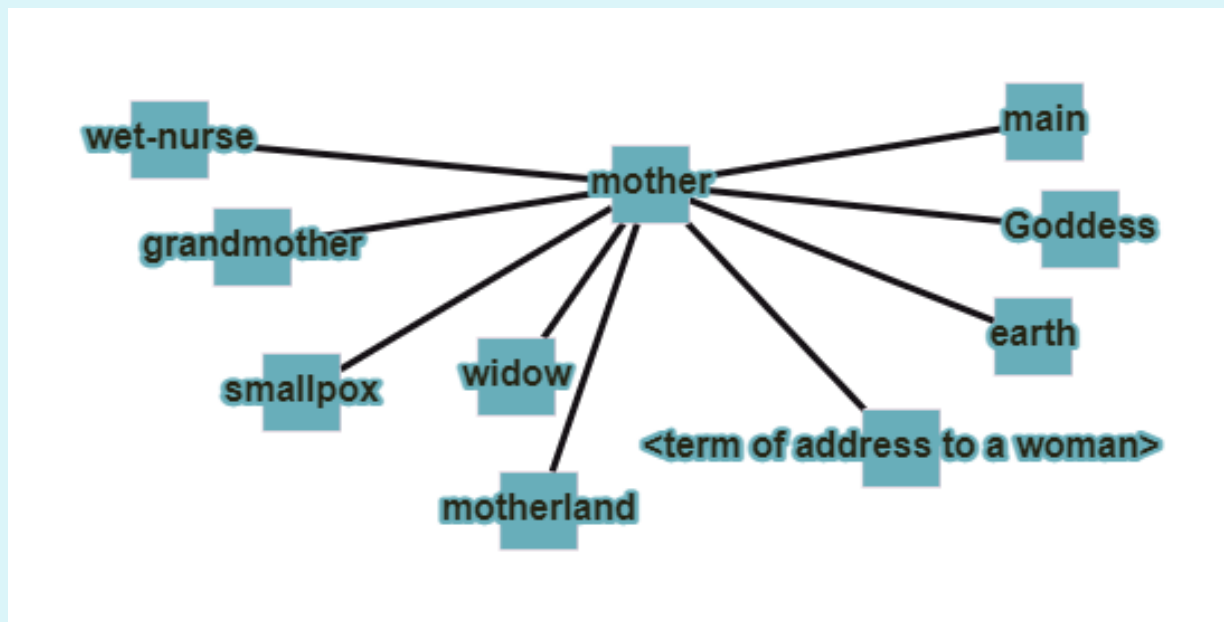 main
wet-nurse
mother
Goddess
grandmother
earth
widow
smallpox
<term of address to a woman>
motherland